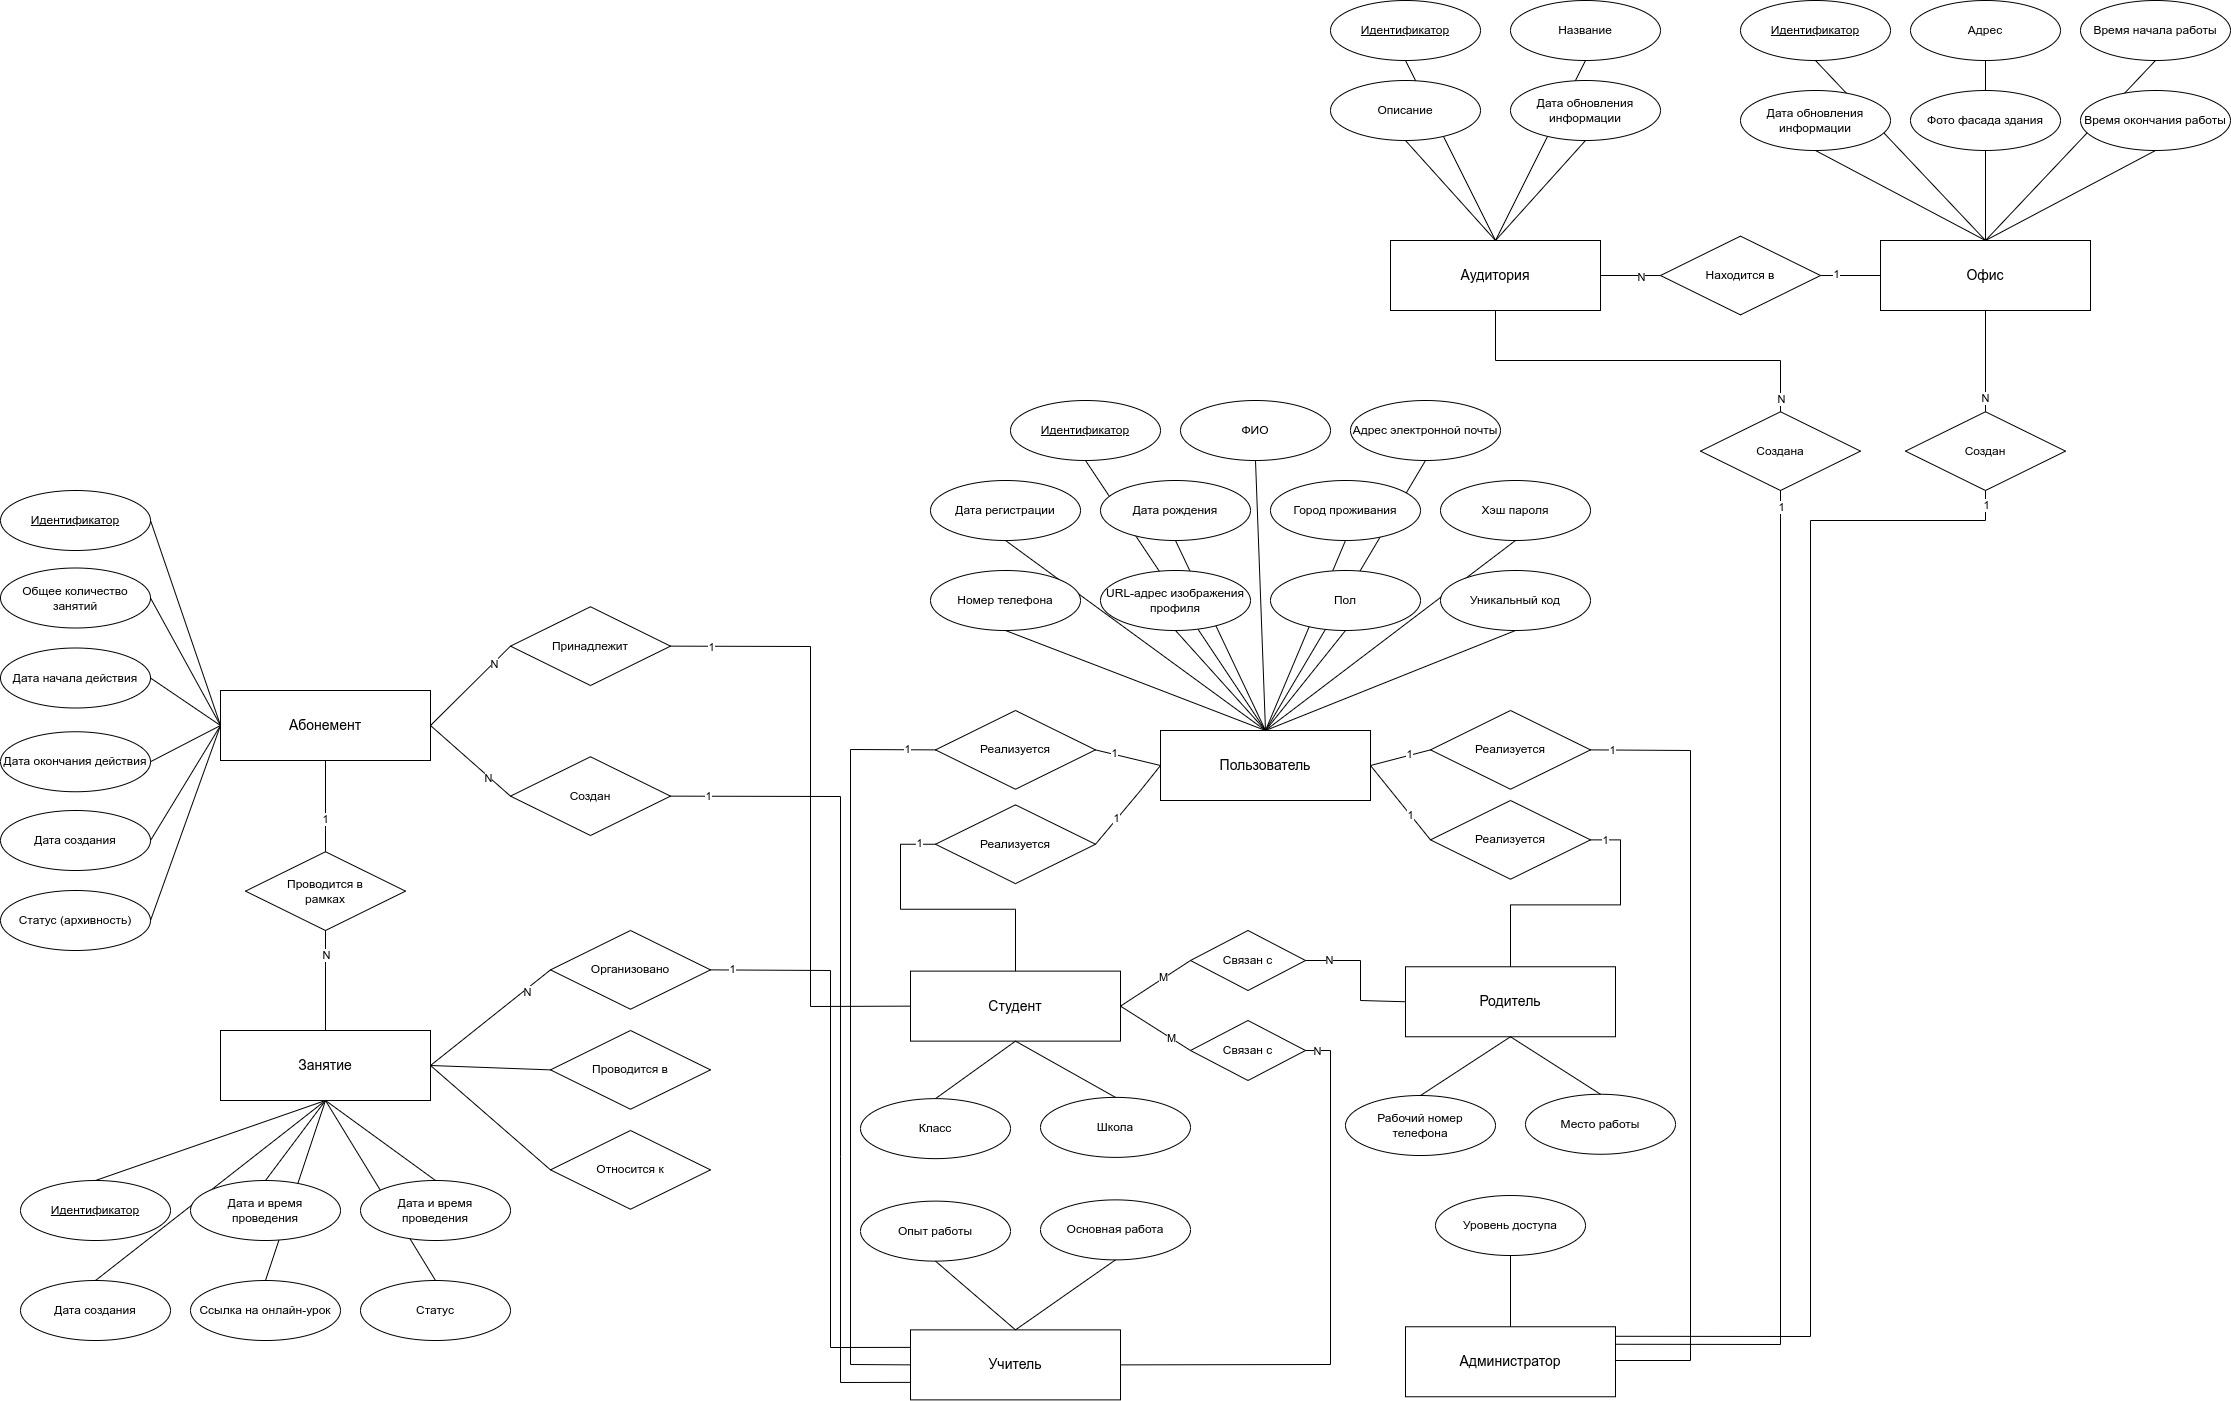 Идентификатор
Название
Идентификатор
Адрес
Время начала работы
Описание
Дата обновления
информации
Дата обновления
информации
Фото фасада здания
Время окончания работы
Аудитория
N
Находится в
1
Офис
N
N
Создана
Создан
1
1
Идентификатор
ФИО
Адрес электронной почты
Дата регистрации
Дата рождения
Город проживания
Хэш пароля
Номер телефона
URL-адрес изображения
профиля
Пол
Уникальный код
Идентификатор
Общее количество
занятий
Дата начала действия
Дата окончания действия
Дата создания
Статус (архивность)
Абонемент
N
Принадлежит
1
N
Создан
1
1
Проводится в
рамках
N
1
Реализуется
1
Пользователь
1
Реализуется
1
1
Реализуется
1
1
Реализуется
1
Занятие
N
Организовано
1
Проводится в
Относится к
Студент
M
Связан с
N
Родитель
M
Связан с
N
Класс
Школа
Рабочий номер
телефона
Место работы
Идентификатор
Дата и время
проведения
Дата и время
проведения
Дата создания
Ссылка на онлайн-урок
Статус
Опыт работы
Основная работа
Уровень доступа
Учитель
Администратор